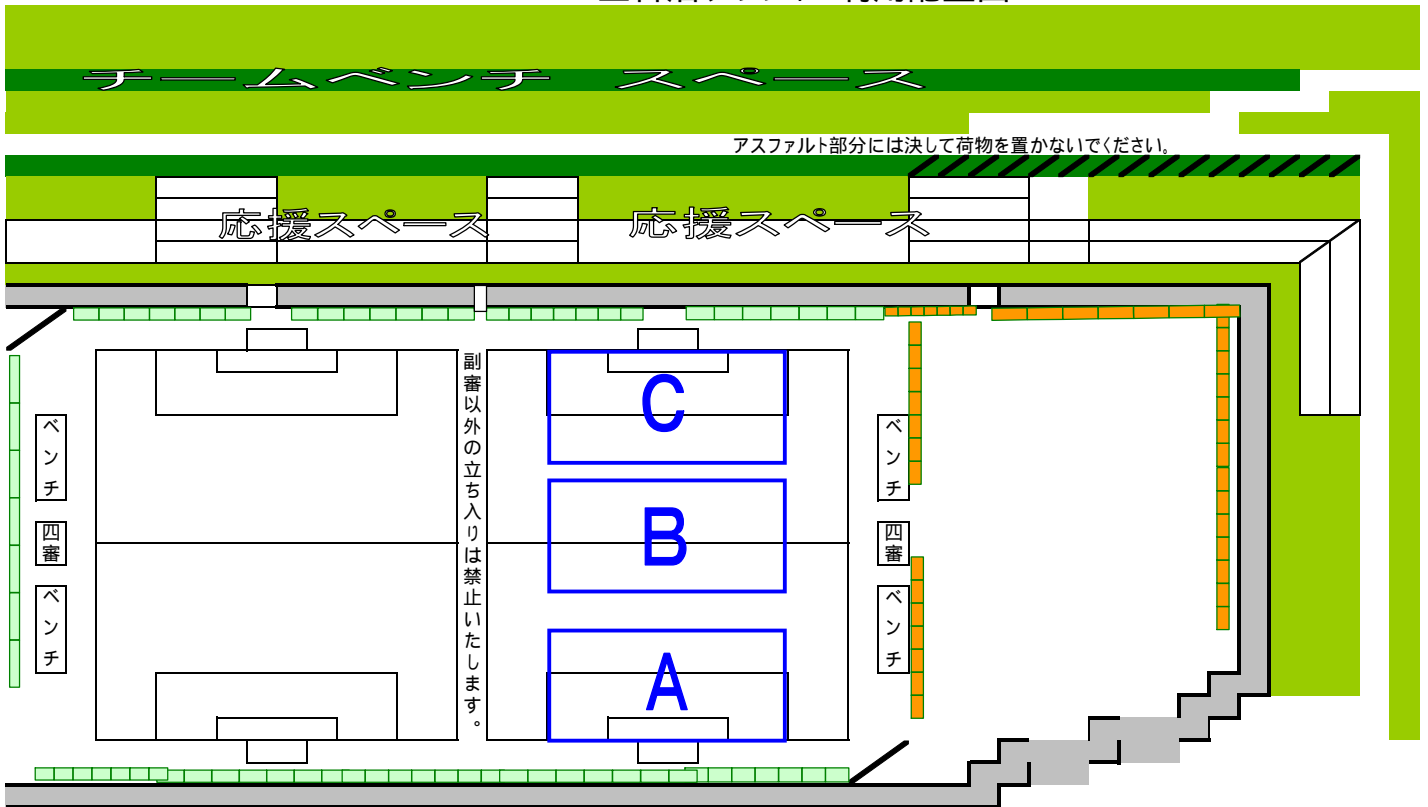 チームベンチ スペース
アスファルト部分には決して荷物を置かないでください。
応援スペース
応援スペース
副審以外の立ち入りは禁止いたします。
C
B
A
ベンチ
四審
ベンチ
ベンチ
四審
ベンチ